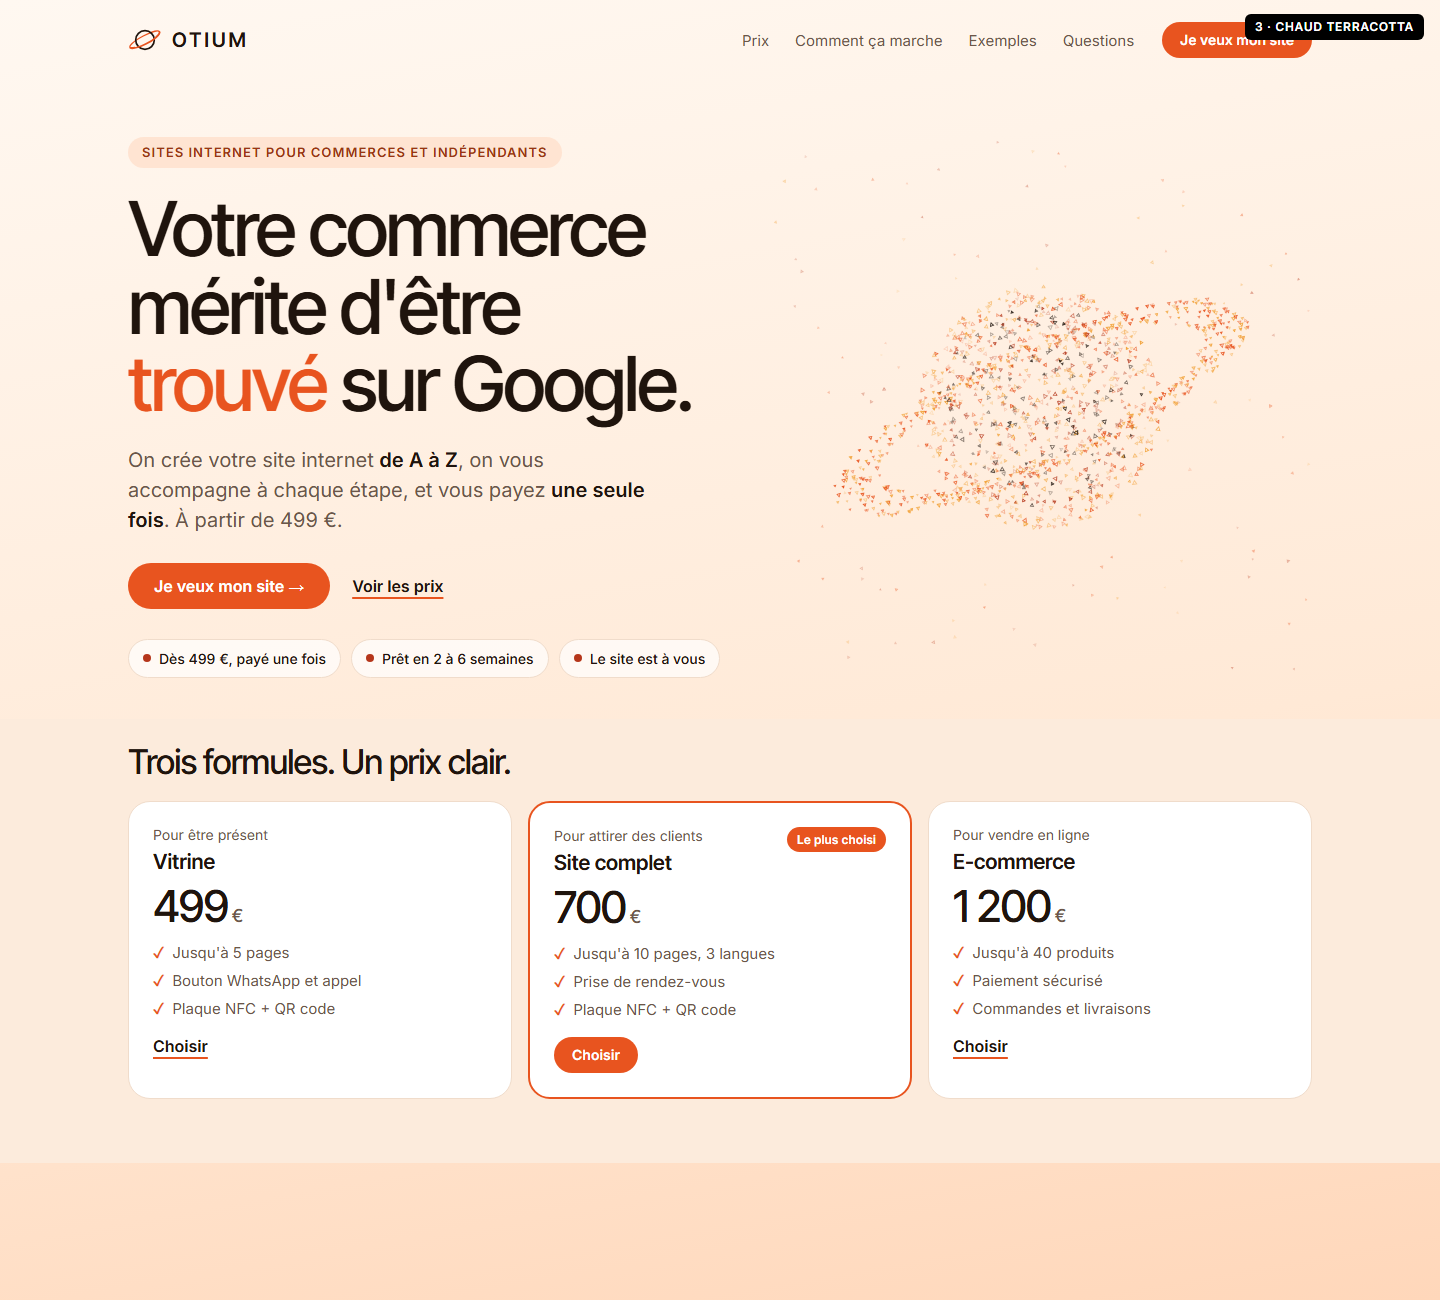 OTIUM
Prix
Comment ça marche
Exemples
Questions
Je veux mon site
3 · CHAUD TERRACOTTA
SITES INTERNET POUR COMMERCES ET INDÉPENDANTS
Votre commerce
mérite d'être
trouvé sur Google.
On crée votre site internet de A à Z, on vous
accompagne à chaque étape, et vous payez une seule
fois. À partir de 499 €.
Je veux mon site →
Voir les prix
Dès 499 €, payé une fois
Prêt en 2 à 6 semaines
Le site est à vous
Trois formules. Un prix clair.
Pour être présent
Vitrine
499 €
✓ Jusqu'à 5 pages
✓ Bouton WhatsApp et appel
✓ Plaque NFC + QR code
Choisir
Pour attirer des clients
Le plus choisi
Site complet
700 €
✓ Jusqu'à 10 pages, 3 langues
✓ Prise de rendez-vous
✓ Plaque NFC + QR code
Choisir
Pour vendre en ligne
E-commerce
1 200 €
✓ Jusqu'à 40 produits
✓ Paiement sécurisé
✓ Commandes et livraisons
Choisir